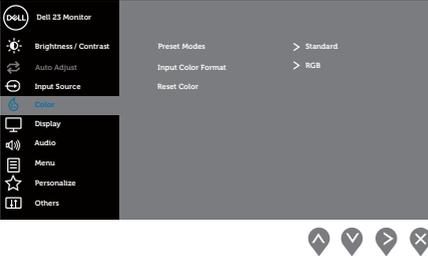 DELL Dell 23 Monitor
Brightness / Contrast Preset Modes Standard
Auto Adjust Input Color Format RGB
Input Source Reset Color
Color
Display
Audio
Menu
Personalize
Others